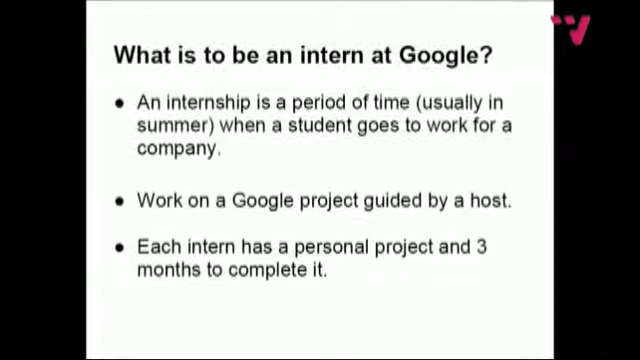 What is to be an intern at Google?
● An internship is a period of time (usually in
summer) when a student goes to work for a
company.
● Work on a Google project guided by a host.
● Each intern has a personal project and 3
months to complete it.